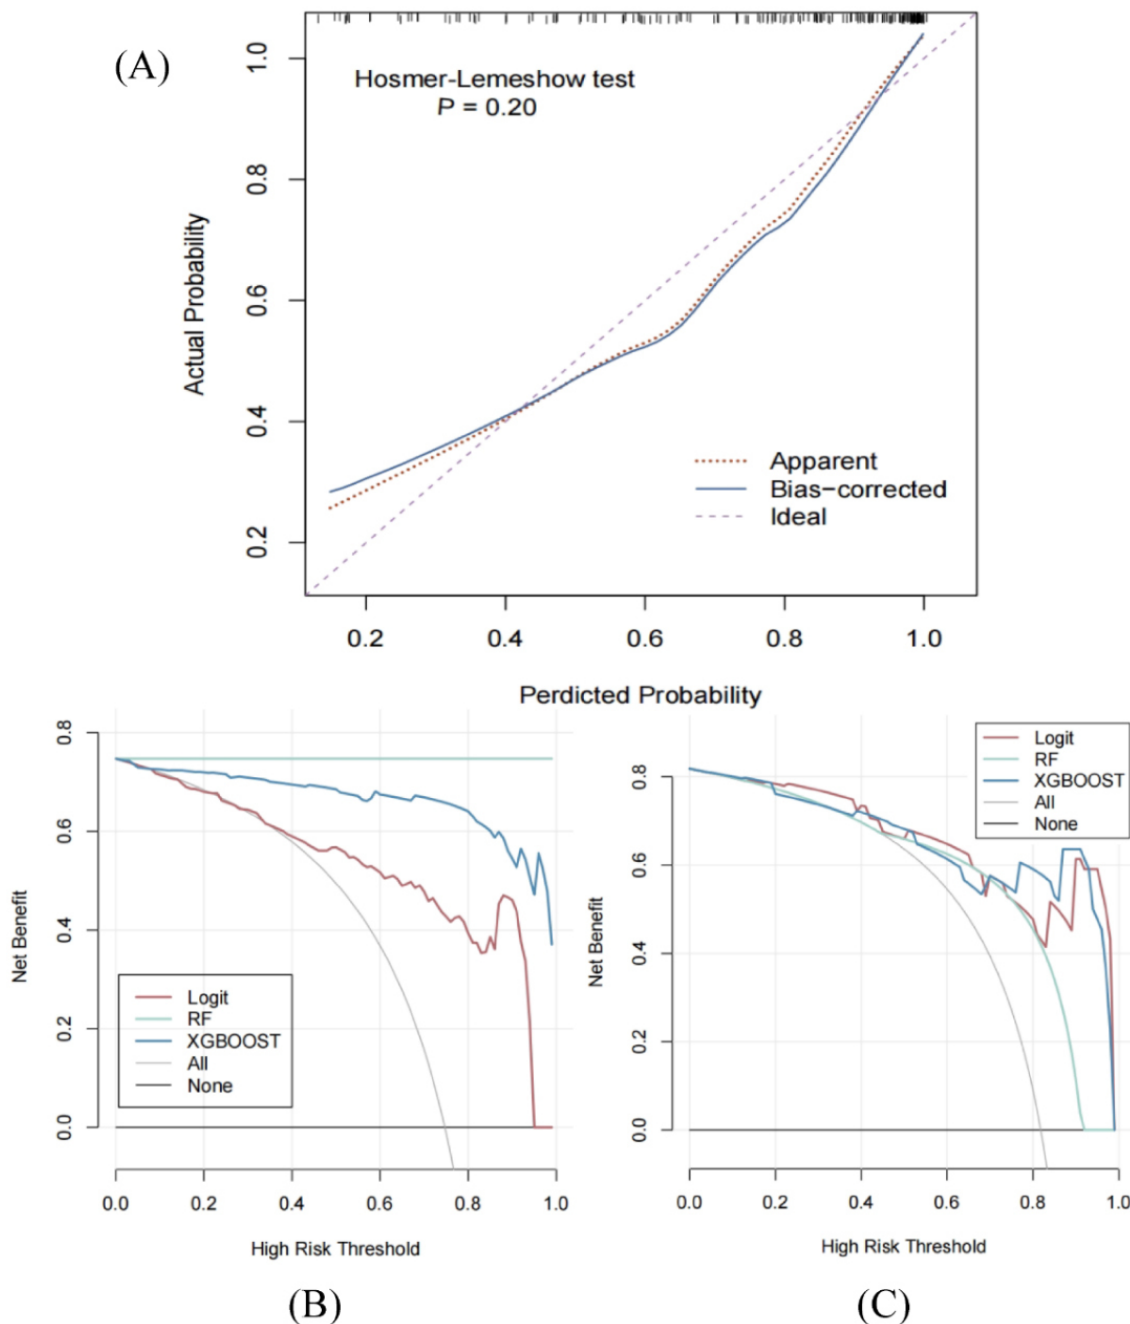 (A)
Hosmer-Lemeshow test
P = 0.20
Actual Probability
1.0
0.8
0.6
0.4
0.2
Apparent
Bias-corrected
Ideal
0.2 0.4 0.6 0.8 1.0
Perdicted Probability
Net Benefit
0.8
0.6
0.4
0.2
0.0
Logit
RF
XGBOOST
All
None
0.0 0.2 0.4 0.6 0.8 1.0
High Risk Threshold
(B)
Net Benefit
0.8
0.6
0.4
0.2
0.0
Logit
RF
XGBOOST
All
None
0.0 0.2 0.4 0.6 0.8 1.0
High Risk Threshold
(C)